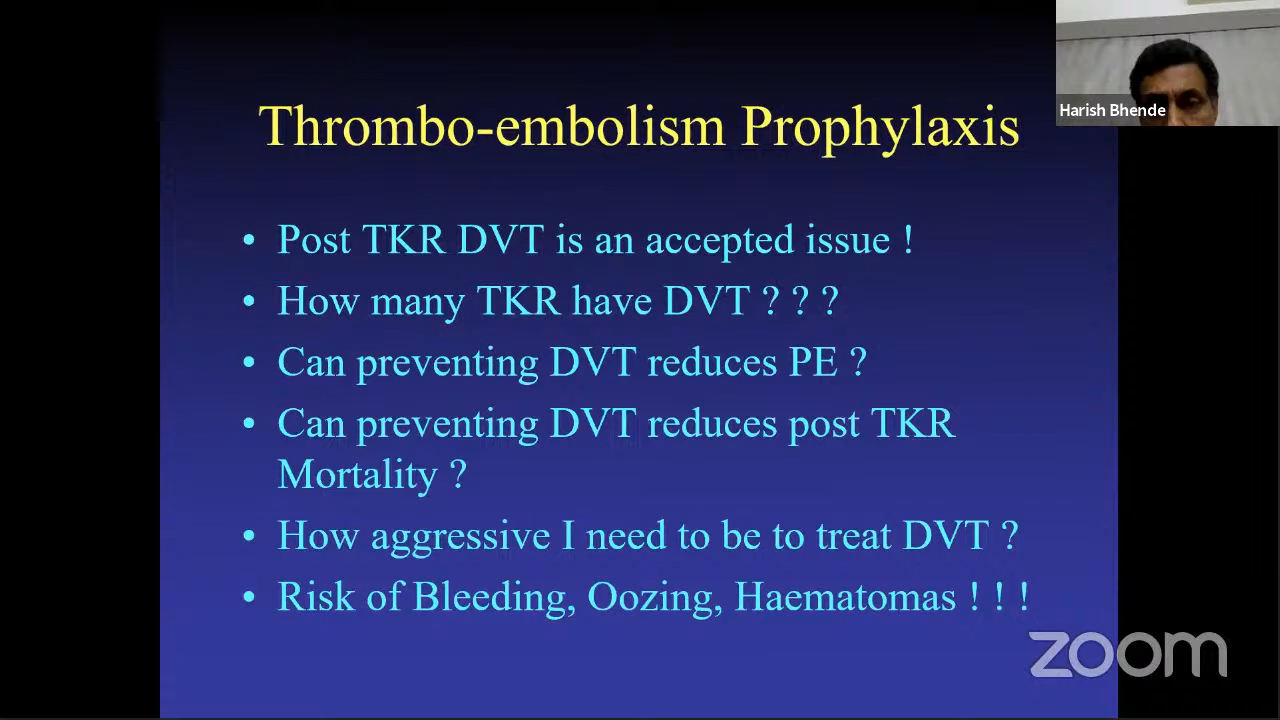 Harish Bhende
Thrombo-embolism Prophylaxis
• Post TKR DVT is an accepted issue !
• How many TKR have DVT ? ? ?
• Can preventing DVT reduces PE ?
• Can preventing DVT reduces post TKR
Mortality ?
• How aggressive I need to be to treat DVT ?
• Risk of Bleeding, Oozing, Haematomas ! ! !
zoom